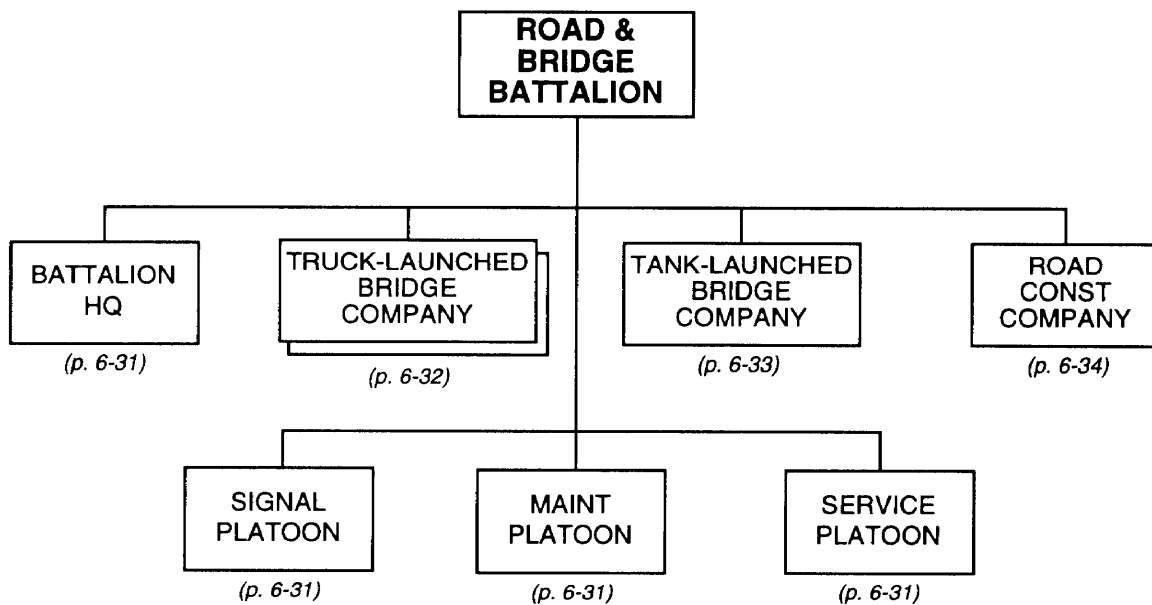 ROAD &
BRIDGE
BATTALION
BATTALION
HQ
(p. 6-31)
TRUCK-LAUNCHED
BRIDGE
COMPANY
(p. 6-32)
TANK-LAUNCHED
BRIDGE
COMPANY
(p. 6-33)
ROAD
CONST
COMPANY
(p. 6-34)
SIGNAL
PLATOON
(p. 6-31)
MAINT
PLATOON
(p. 6-31)
SERVICE
PLATOON
(p. 6-31)